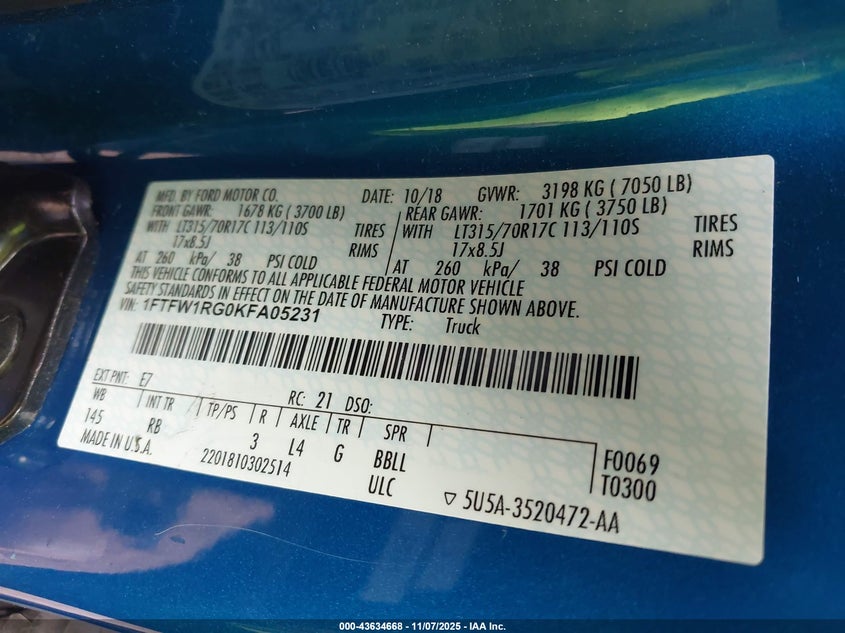 MFD. BY FORD MOTOR CO. DATE: 10/18 GVWR: 3198 KG ( 7050 LB)
FRONT GAWR: 1678 KG ( 3700 LB) REAR GAWR: 1701 KG ( 3750 LB)
WITH LT315/70R17C 113/110S TIRES WITH LT315/70R17C 113/110S TIRES
17x8.5J RIMS 17x8.5J RIMS
AT 260 kPa/ 38 PSI COLD AT 260 kPa/ 38 PSI COLD
THIS VEHICLE CONFORMS TO ALL APPLICABLE FEDERAL MOTOR VEHICLE
SAFETY STANDARDS IN EFFECT ON THE DATE OF MANUFACTURE SHOWN ABOVE.
VIN: 1FTFW1RG0KFA05231 TYPE: Truck
EXT PNT: E7 RC: 21 DSO:
WB INT TR TP/PS R AXLE TR SPR
145 RB 3 L4 G BBLL F0069
MADE IN U.S.A. 2201810302514 ULC T0300
▽ 5U5A-3520472-AA
000-43634668 - 11/07/2025 - IAA Inc.